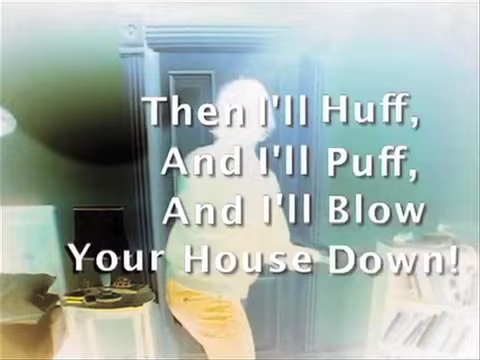 Then I'll Huff,
And I'll Puff,
And I'll Blow
Your House Down!